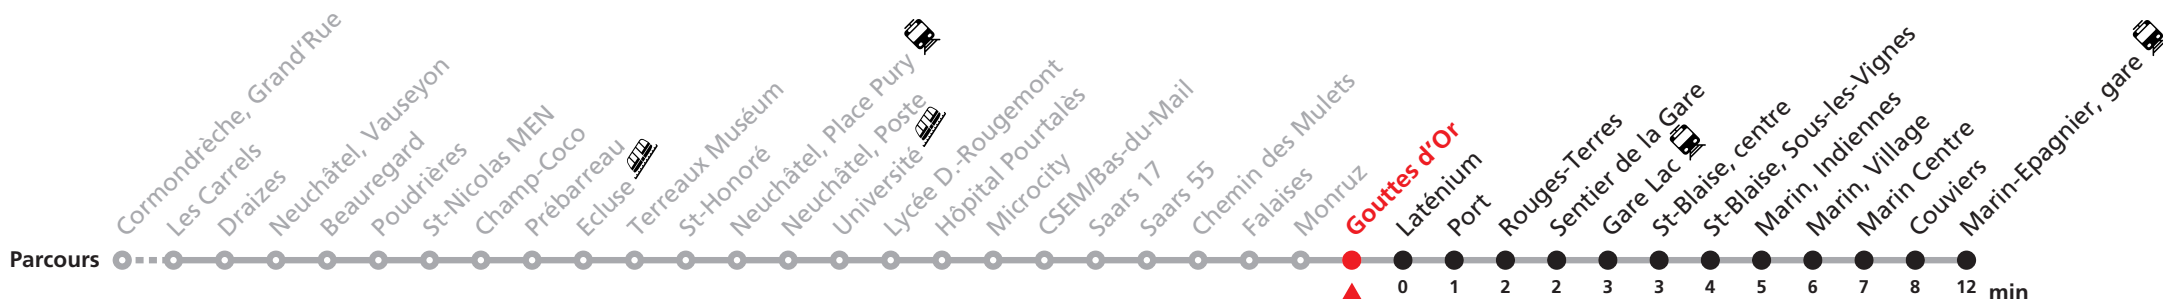 Parcours
Cormondrèche, Grand'Rue
Les Carrels
Draizes
Neuchâtel, Vauseyon
Beauregard
Poudrières
St-Nicolas MEN
Champ-Coco
Prébarreau
Ecluse
Terreaux Muséum
St-Honoré
Neuchâtel, Place Pury
Neuchâtel, Poste
Université
Lycée D.-Rougemont
Hôpital Pourtalès
Microcity
CSEM/Bas-du-Mail
Saars 17
Saars 55
Chemin des Mulets
Falaises
Monruz
Gouttes d'Or
Laténium
Port
Rouges-Terres
Sentier de la Gare
Gare Lac
St-Blaise, centre
St-Blaise, Sous-les-Vignes
Marin, Indiennes
Marin, Village
Marin Centre
Couviers
Marin-Epagnier, gare
0 1 2 2 3 3 4 5 6 7 8 12 min